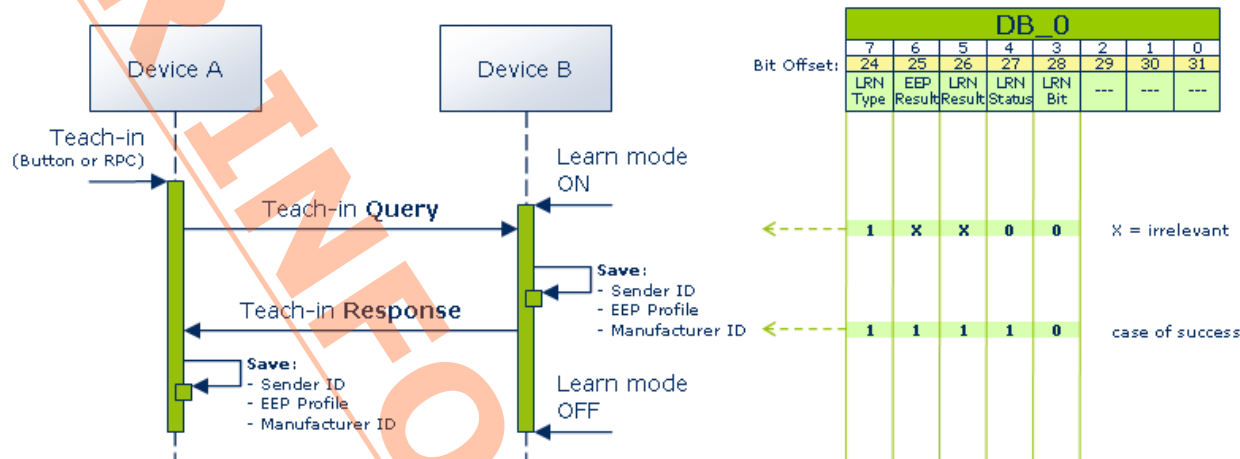 Device A
Device B
Teach-in
(Button or RPC)
Learn mode
ON
Teach-in Query
Save:
- Sender ID
- EEP Profile
- Manufacturer ID
Teach-in Response
Save:
- Sender ID
- EEP Profile
- Manufacturer ID
Learn mode
OFF
DB_0
7 6 5 4 3 2 1 0
Bit Offset: 24 25 26 27 28 29 30 31
LRN Type EEP Result LRN Result LRN Status LRN Bit --- --- ---
1 X X 0 0 X = irrelevant
1 1 1 1 0 case of success
R INFO